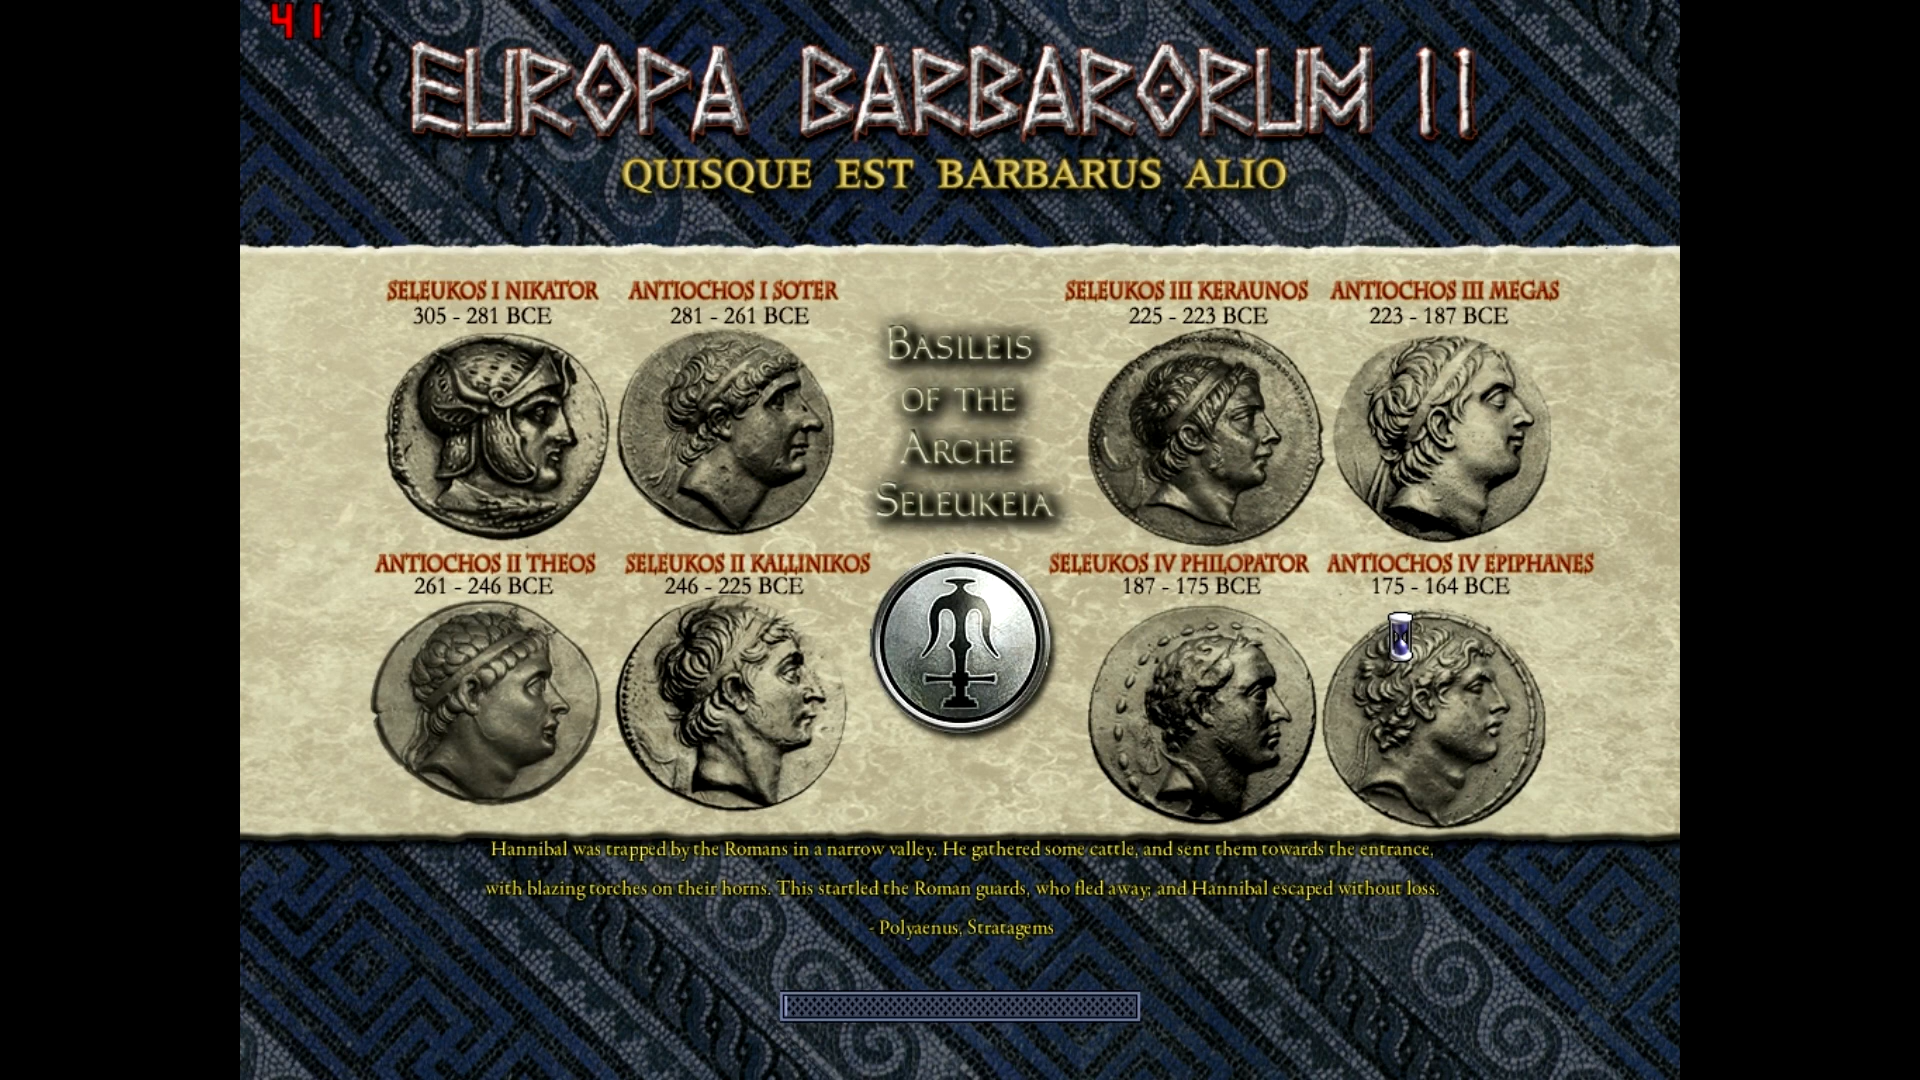 41
EUROPA BARBARORUM II
QUISQUE EST BARBARUS ALIO
SELEUKOS I NIKATOR
305 - 281 BCE
ANTIOCHOS I SOTER
281 - 261 BCE
Basileis
of the
Arche
Seleukeia
SELEUKOS III KERAUNOS
225 - 223 BCE
ANTIOCHOS III MEGAS
223 - 187 BCE
ANTIOCHOS II THEOS
261 - 246 BCE
SELEUKOS II KALLINIKOS
246 - 225 BCE
SELEUKOS IV PHILOPATOR
187 - 175 BCE
ANTIOCHOS IV EPIPHANES
175 - 164 BCE
Hannibal was trapped by the Romans in a narrow valley. He gathered some cattle, and sent them towards the entrance,
with blazing torches on their horns. This startled the Roman guards, who fled away; and Hannibal escaped without loss.
- Polyaenus, Stratagems